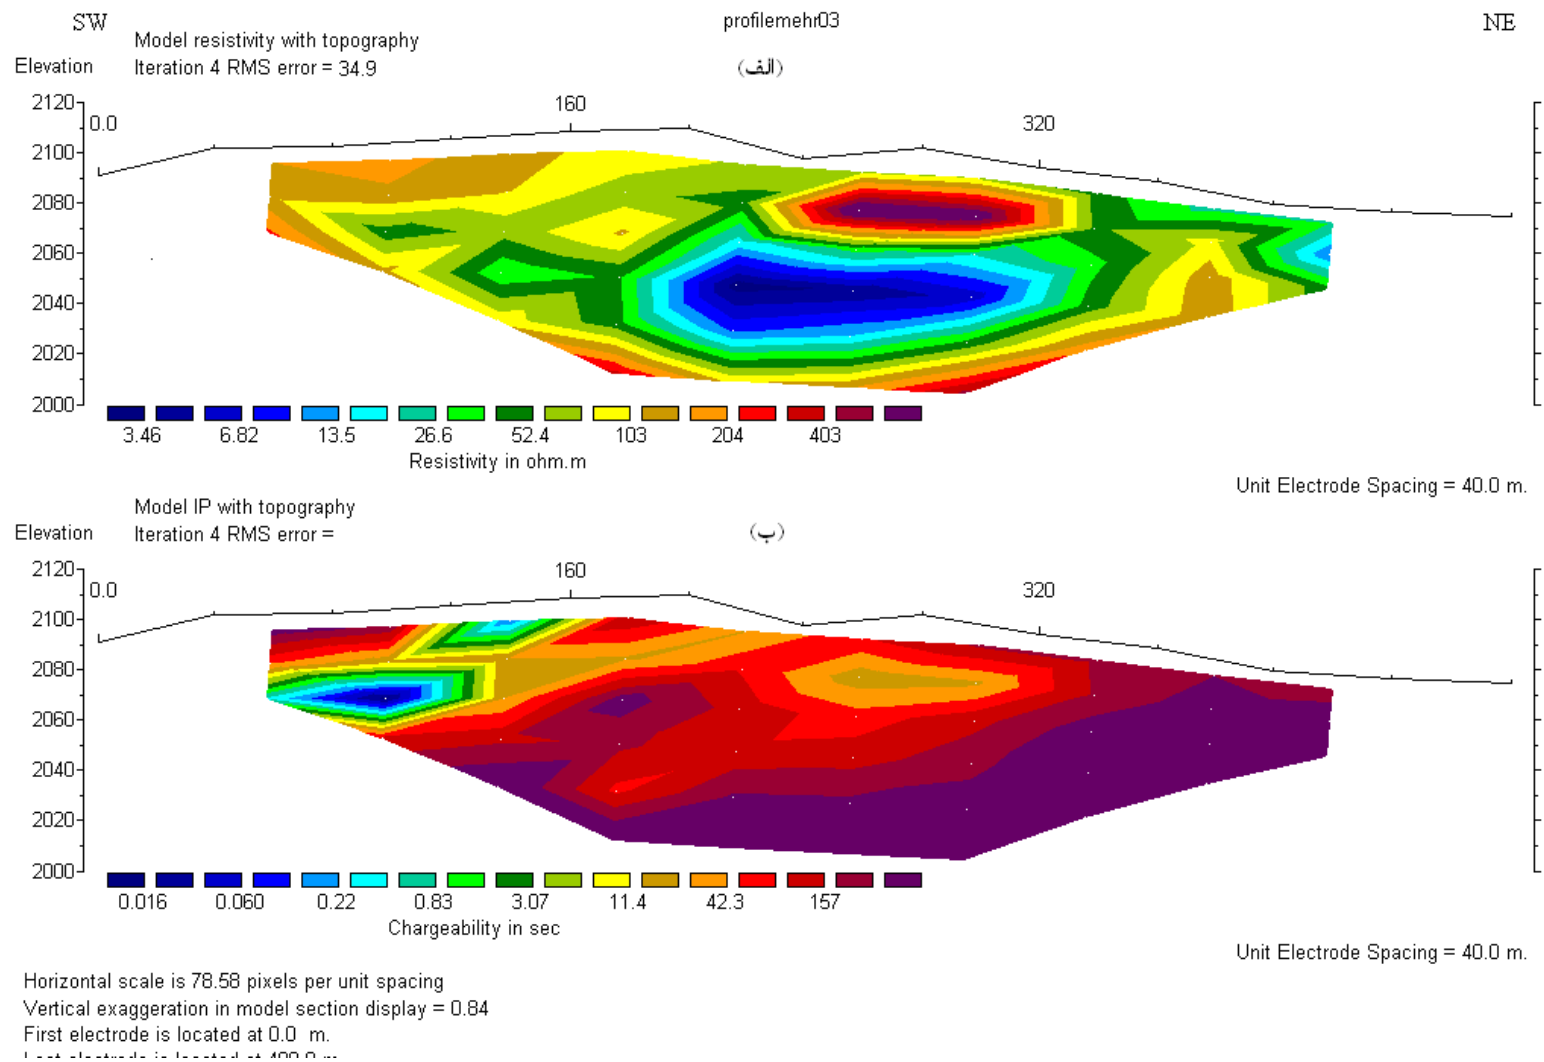 SW
profilemehr03
NE
Model resistivity with topography
Elevation
Iteration 4 RMS error = 34.9
(الف)
2120
0.0
160
320
2100
2080
2060
2040
2020
2000
3.46 6.82 13.5 26.6 52.4 103 204 403
Resistivity in ohm.m
Unit Electrode Spacing = 40.0 m.
Model IP with topography
Elevation
Iteration 4 RMS error =
(ب)
2120
0.0
160
320
2100
2080
2060
2040
2020
2000
0.016 0.060 0.22 0.83 3.07 11.4 42.3 157
Chargeability in sec
Unit Electrode Spacing = 40.0 m.
Horizontal scale is 78.58 pixels per unit spacing
Vertical exaggeration in model section display = 0.84
First electrode is located at 0.0 m.
Last electrode is located at